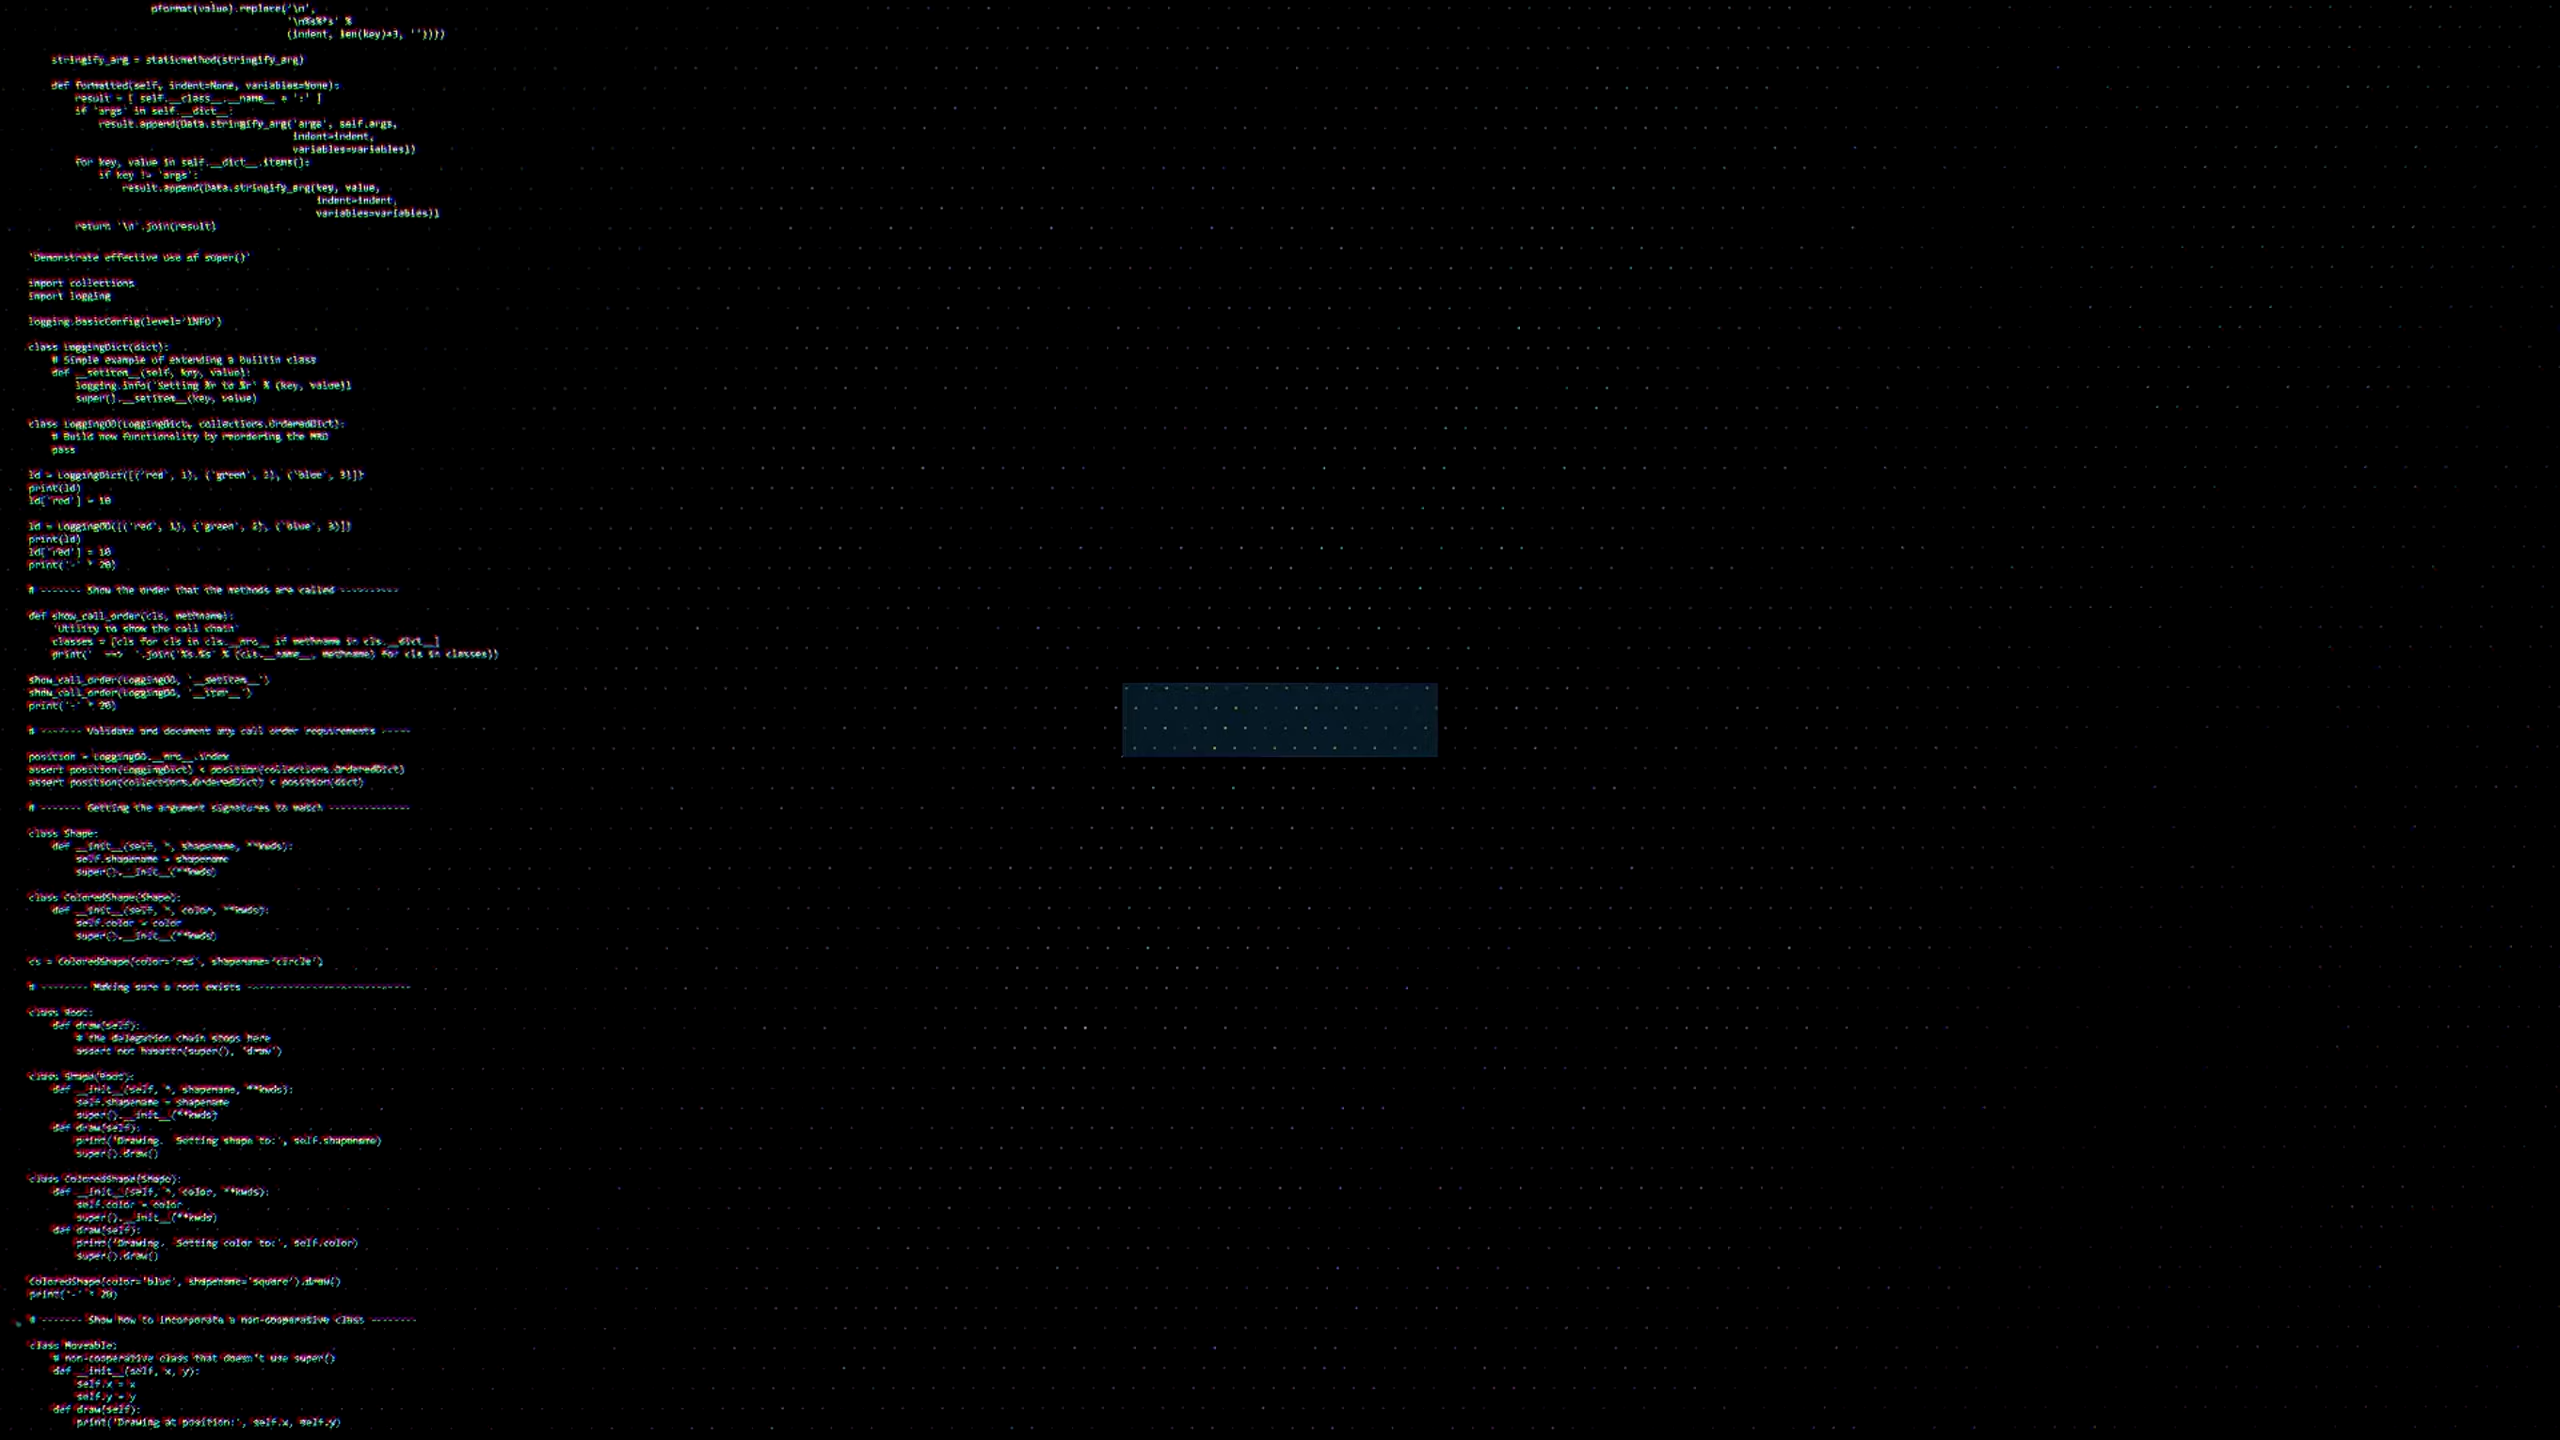 pformat(value).replace('\n',
'\n%s%*s' %
(indent, len(key)+3, ''))))
stringify_arg = staticmethod(stringify_arg)
def formatted(self, indent=None, variables=None):
result = [ self.__class__.__name__ + ':' ]
if 'args' in self.__dict__:
result.append(Data.stringify_arg('args', self.args,
indent=indent,
variables=variables))
for key, value in self.__dict__.items():
if key != 'args':
result.append(Data.stringify_arg(key, value,
indent=indent,
variables=variables))
return '\n'.join(result)
'Demonstrate effective use of super()'
import collections
import logging
logging.basicConfig(level='INFO')
class LoggingDict(dict):
# Simple example of extending a builtin class
def __setitem__(self, key, value):
logging.info('Setting %r to %r' % (key, value))
super().__setitem__(key, value)
class LoggingOD(LoggingDict, collections.OrderedDict):
# Build new functionality by reordering the MRO
pass
ld = LoggingDict([('red', 1), ('green', 2), ('blue', 3)])
print(ld)
ld['red'] = 10
ld = LoggingOD([('red', 1), ('green', 2), ('blue', 3)])
print(ld)
ld['red'] = 10
print('-' * 20)
# ------- Show the order that the methods are called ----------
def show_call_order(cls, methname):
'Utility to show the call chain'
classes = [cls for cls in cls.__mro__ if methname in cls.__dict__]
print('  ==>  '.join('%s.%s' % (cls.__name__, methname) for cls in classes))
show_call_order(LoggingOD, '__setitem__')
show_call_order(LoggingOD, '__iter__')
print('-' * 20)
# ------- Validate and document any call order requirements -----
position = LoggingOD.__mro__.index
assert position(LoggingDict) < position(collections.OrderedDict)
assert position(collections.OrderedDict) < position(dict)
# ------- Getting the argument signatures to match --------------
class Shape:
def __init__(self, *, shapename, **kwds):
self.shapename = shapename
super().__init__(**kwds)
class ColoredShape(Shape):
def __init__(self, *, color, **kwds):
self.color = color
super().__init__(**kwds)
cs = ColoredShape(color='red', shapename='circle')
# -------- Making sure a root exists ----------------------------
class Root:
def draw(self):
# the delegation chain stops here
assert not hasattr(super(), 'draw')
class Shape(Root):
def __init__(self, *, shapename, **kwds):
self.shapename = shapename
super().__init__(**kwds)
def draw(self):
print('Drawing.  Setting shape to:', self.shapename)
super().draw()
class ColoredShape(Shape):
def __init__(self, *, color, **kwds):
self.color = color
super().__init__(**kwds)
def draw(self):
print('Drawing.  Setting color to:', self.color)
super().draw()
ColoredShape(color='blue', shapename='square').draw()
print('-' * 20)
# ------- Show how to incorporate a non-cooperative class --------
class Moveable:
# non-cooperative class that doesn't use super()
def __init__(self, x, y):
self.x = x
self.y = y
def draw(self):
print('Drawing at position:', self.x, self.y)